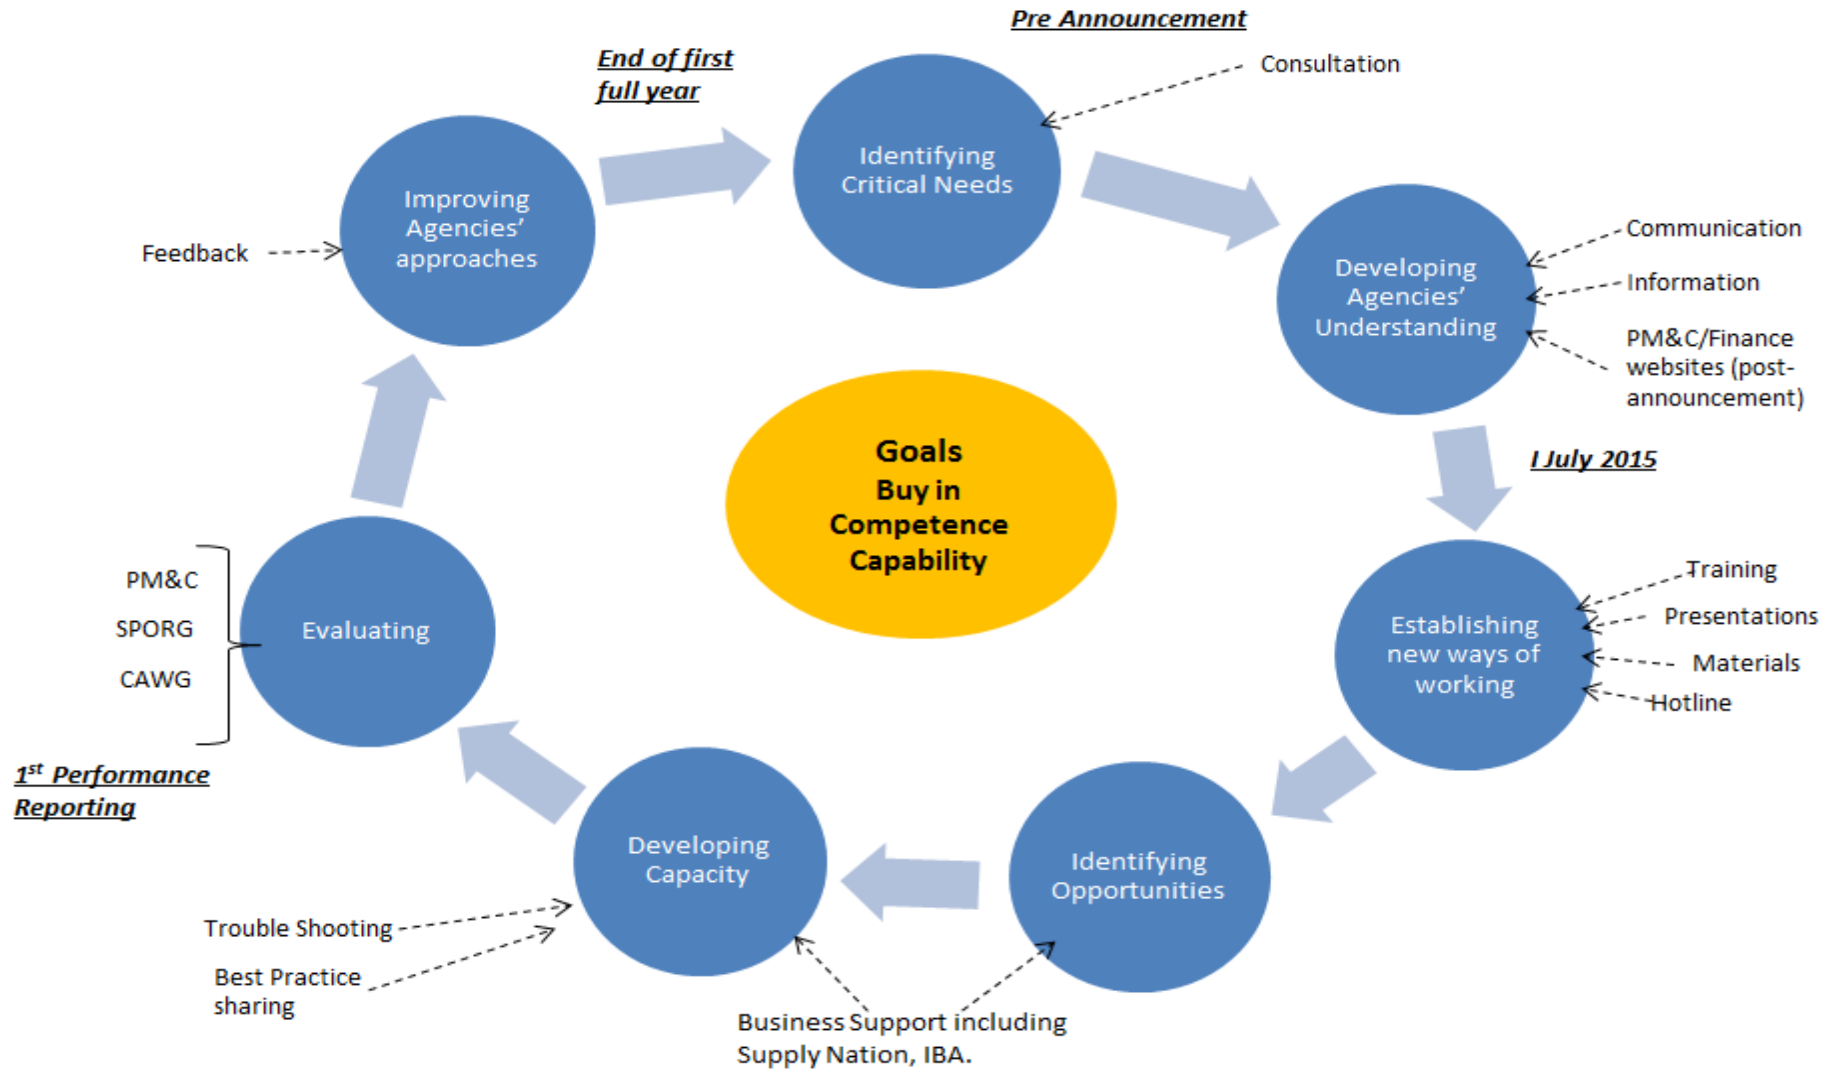 Pre Announcement
End of first
full year
Consultation
Identifying
Critical Needs
Improving
Agencies’
approaches
Feedback
Communication
Developing
Agencies’
Understanding
Information
PM&C/Finance
websites (post-
announcement)
I July 2015
Goals
Buy in
Competence
Capability
Training
Presentations
Materials
Hotline
Establishing
new ways of
working
PM&C
SPORG
CAWG
Evaluating
1st Performance
Reporting
Developing
Capacity
Identifying
Opportunities
Trouble Shooting
Best Practice
sharing
Business Support including
Supply Nation, IBA.